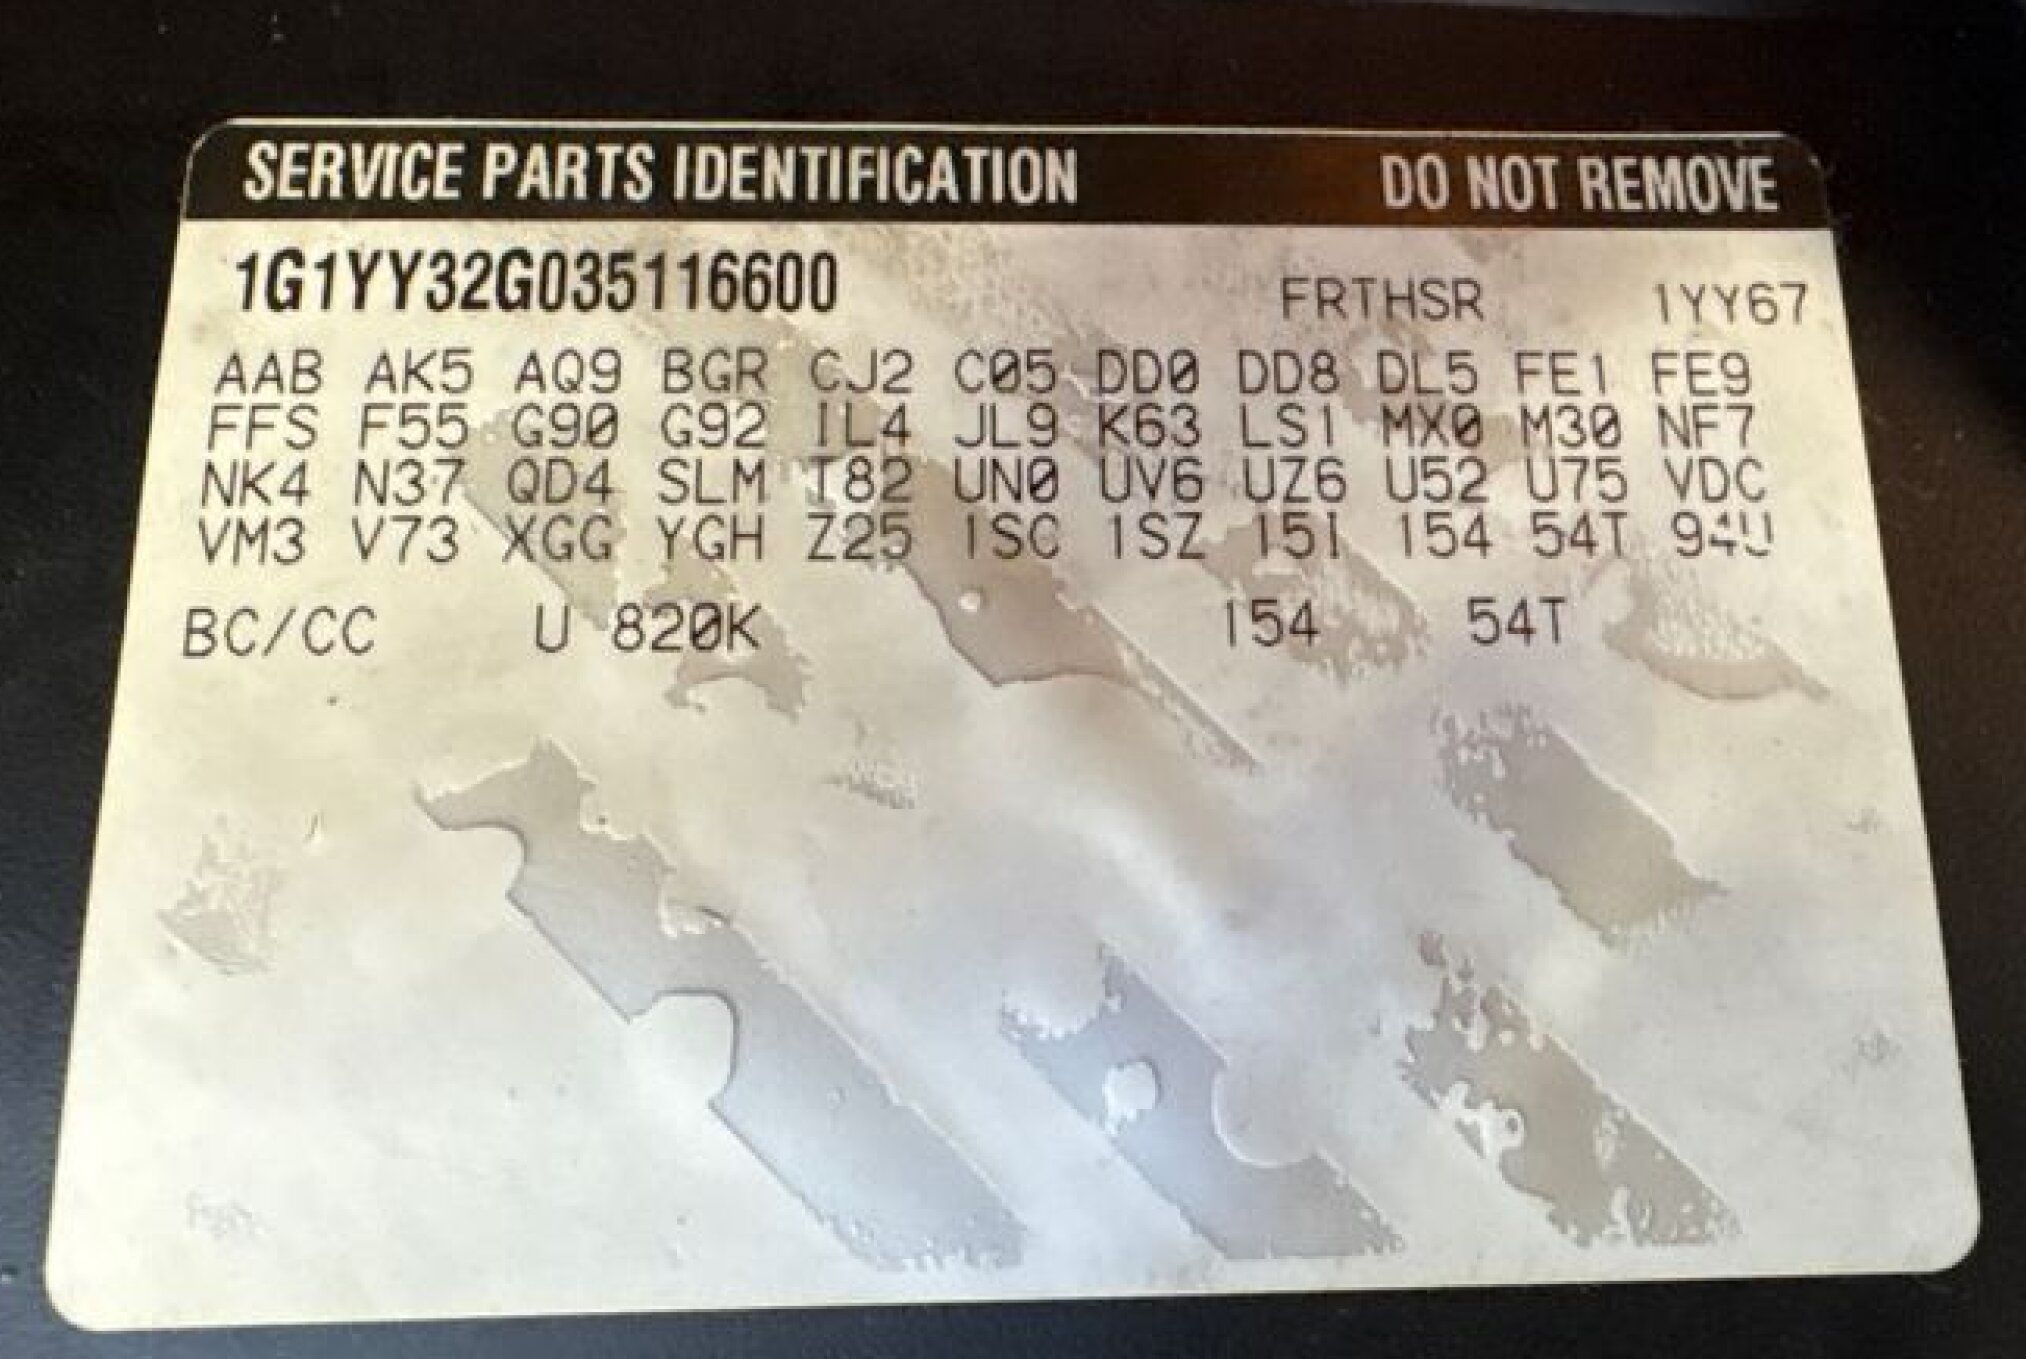 SERVICE PARTS IDENTIFICATION DO NOT REMOVE
1G1YY32G035116600 FRTHSR 1YY67
AAB AK5 AQ9 BGR CJ2 C05 DD0 DD8 DL5 FE1 FE9
FFS F55 G90 G92 IL4 JL9 K63 LS1 MX0 M30 NF7
NK4 N37 QD4 SLM T82 UN0 UV6 UZ6 U52 U75 VDC
VM3 V73 XGG YGH Z25 1SC 1SZ 15I 154 54T 94U
BC/CC U 820K 154 54T